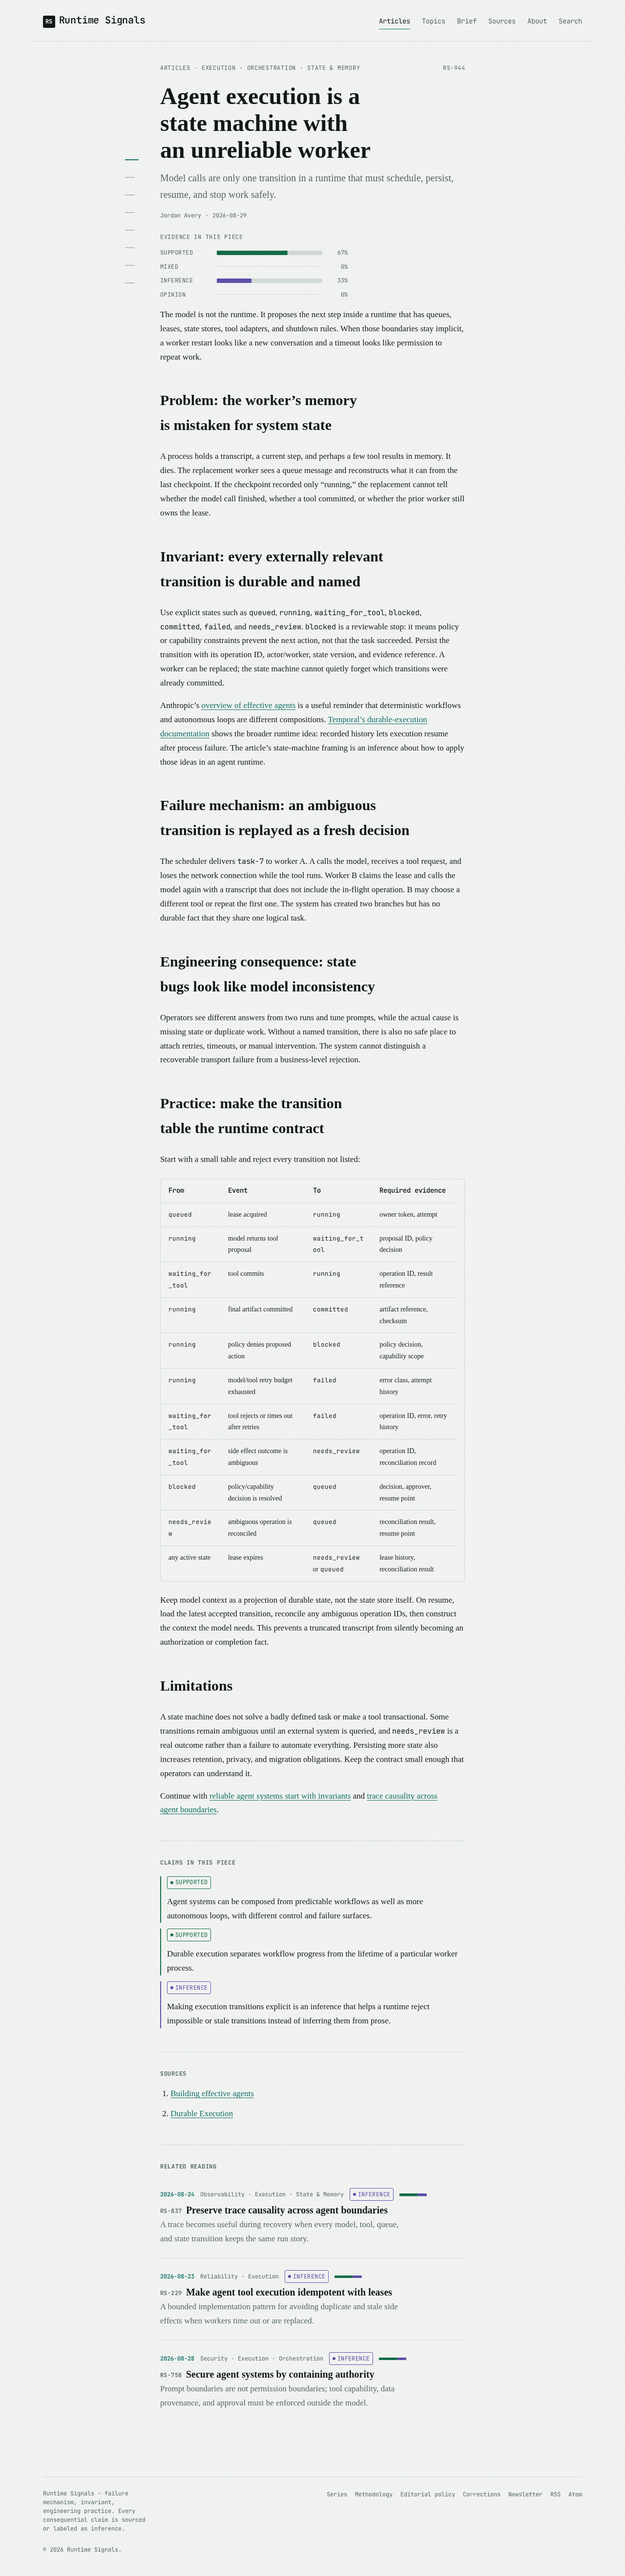 RS Runtime Signals
Articles Topics Brief Sources About Search
ARTICLES · EXECUTION · ORCHESTRATION · STATE & MEMORY RS-944
Agent execution is a
state machine with
an unreliable worker
Model calls are only one transition in a runtime that must schedule, persist,
resume, and stop work safely.
Jordan Avery · 2026-08-29
EVIDENCE IN THIS PIECE
SUPPORTED 67%
MIXED 0%
INFERENCE 33%
OPINION 0%
The model is not the runtime. It proposes the next step inside a runtime that has queues,
leases, state stores, tool adapters, and shutdown rules. When those boundaries stay implicit,
a worker restart looks like a new conversation and a timeout looks like permission to
repeat work.
Problem: the worker’s memory
is mistaken for system state
A process holds a transcript, a current step, and perhaps a few tool results in memory. It
dies. The replacement worker sees a queue message and reconstructs what it can from the
last checkpoint. If the checkpoint recorded only “running,” the replacement cannot tell
whether the model call finished, whether a tool committed, or whether the prior worker still
owns the lease.
Invariant: every externally relevant
transition is durable and named
Use explicit states such as queued, running, waiting_for_tool, blocked,
committed, failed, and needs_review. blocked is a reviewable stop: it means policy
or capability constraints prevent the next action, not that the task succeeded. Persist the
transition with its operation ID, actor/worker, state version, and evidence reference. A
worker can be replaced; the state machine cannot quietly forget which transitions were
already committed.
Anthropic’s overview of effective agents is a useful reminder that deterministic workflows
and autonomous loops are different compositions. Temporal’s durable-execution
documentation shows the broader runtime idea: recorded history lets execution resume
after process failure. The article’s state-machine framing is an inference about how to apply
those ideas in an agent runtime.
Failure mechanism: an ambiguous
transition is replayed as a fresh decision
The scheduler delivers task-7 to worker A. A calls the model, receives a tool request, and
loses the network connection while the tool runs. Worker B claims the lease and calls the
model again with a transcript that does not include the in-flight operation. B may choose a
different tool or repeat the first one. The system has created two branches but has no
durable fact that they share one logical task.
Engineering consequence: state
bugs look like model inconsistency
Operators see different answers from two runs and tune prompts, while the actual cause is
missing state or duplicate work. Without a named transition, there is also no safe place to
attach retries, timeouts, or manual intervention. The system cannot distinguish a
recoverable transport failure from a business-level rejection.
Practice: make the transition
table the runtime contract
Start with a small table and reject every transition not listed:
From Event To Required evidence
queued lease acquired running owner token, attempt
running model returns tool waiting_for_t proposal ID, policy
proposal ool decision
waiting_for tool commits running operation ID, result
_tool reference
running final artifact committed committed artifact reference,
checksum
running policy denies proposed blocked policy decision,
action capability scope
running model/tool retry budget failed error class, attempt
exhausted history
waiting_for tool rejects or times out failed operation ID, error, retry
_tool after retries history
waiting_for side effect outcome is needs_review operation ID,
_tool ambiguous reconciliation record
blocked policy/capability queued decision, approver,
decision is resolved resume point
needs_revie ambiguous operation is queued reconciliation result,
w reconciled resume point
any active state lease expires needs_review lease history,
or queued reconciliation result
Keep model context as a projection of durable state, not the state store itself. On resume,
load the latest accepted transition, reconcile any ambiguous operation IDs, then construct
the context the model needs. This prevents a truncated transcript from silently becoming an
authorization or completion fact.
Limitations
A state machine does not solve a badly defined task or make a tool transactional. Some
transitions remain ambiguous until an external system is queried, and needs_review is a
real outcome rather than a failure to automate everything. Persisting more state also
increases retention, privacy, and migration obligations. Keep the contract small enough that
operators can understand it.
Continue with reliable agent systems start with invariants and trace causality across
agent boundaries.
CLAIMS IN THIS PIECE
SUPPORTED
Agent systems can be composed from predictable workflows as well as more
autonomous loops, with different control and failure surfaces.
SUPPORTED
Durable execution separates workflow progress from the lifetime of a particular worker
process.
INFERENCE
Making execution transitions explicit is an inference that helps a runtime reject
impossible or stale transitions instead of inferring them from prose.
SOURCES
1. Building effective agents
2. Durable Execution
RELATED READING
2026-08-24 Observability · Execution · State & Memory INFERENCE
RS-837 Preserve trace causality across agent boundaries
A trace becomes useful during recovery when every model, tool, queue,
and state transition keeps the same run story.
2026-08-23 Reliability · Execution INFERENCE
RS-229 Make agent tool execution idempotent with leases
A bounded implementation pattern for avoiding duplicate and stale side
effects when workers time out or are replaced.
2026-08-28 Security · Execution · Orchestration INFERENCE
RS-758 Secure agent systems by containing authority
Prompt boundaries are not permission boundaries; tool capability, data
provenance, and approval must be enforced outside the model.
Runtime Signals — failure
mechanism, invariant,
engineering practice. Every
consequential claim is sourced
or labeled as inference.
Series Methodology Editorial policy Corrections Newsletter RSS Atom
© 2026 Runtime Signals.